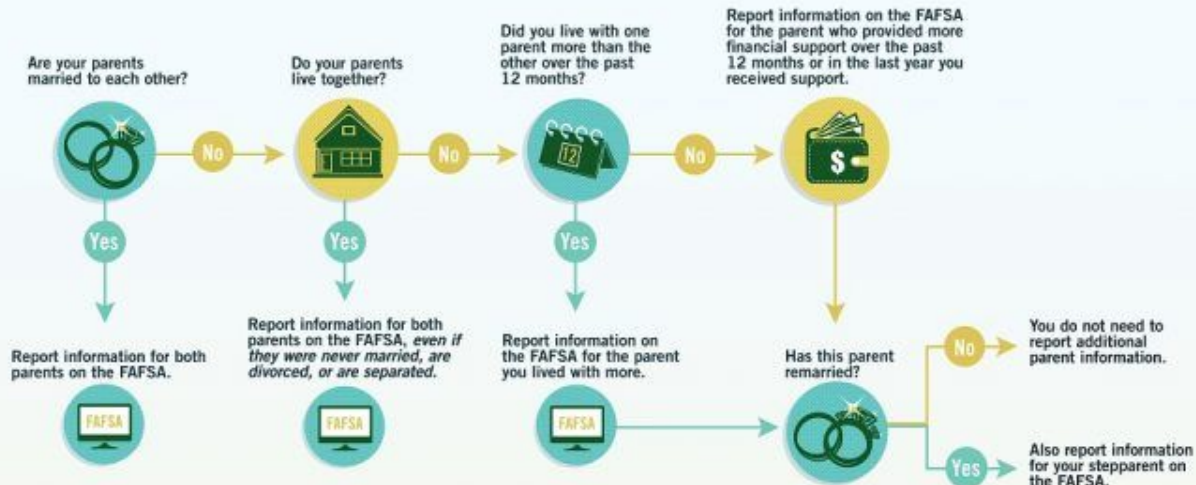 Are your parents
married to each other?
No
Do your parents
live together?
No
Did you live with one
parent more than the
other over the past
12 months?
12
No
Report information on the FAFSA
for the parent who provided more
financial support over the past
12 months or in the last year you
received support.
$
Yes
Yes
Yes
Report information for both
parents on the FAFSA.
FAFSA
Report information for both
parents on the FAFSA, even if
they were never married, are
divorced, or are separated.
FAFSA
Report information on
the FAFSA for the parent
you lived with more.
FAFSA
Has this parent
remarried?
No
You do not need to
report additional
parent information.
Yes
Also report information
for your stepparent on
the FAFSA.